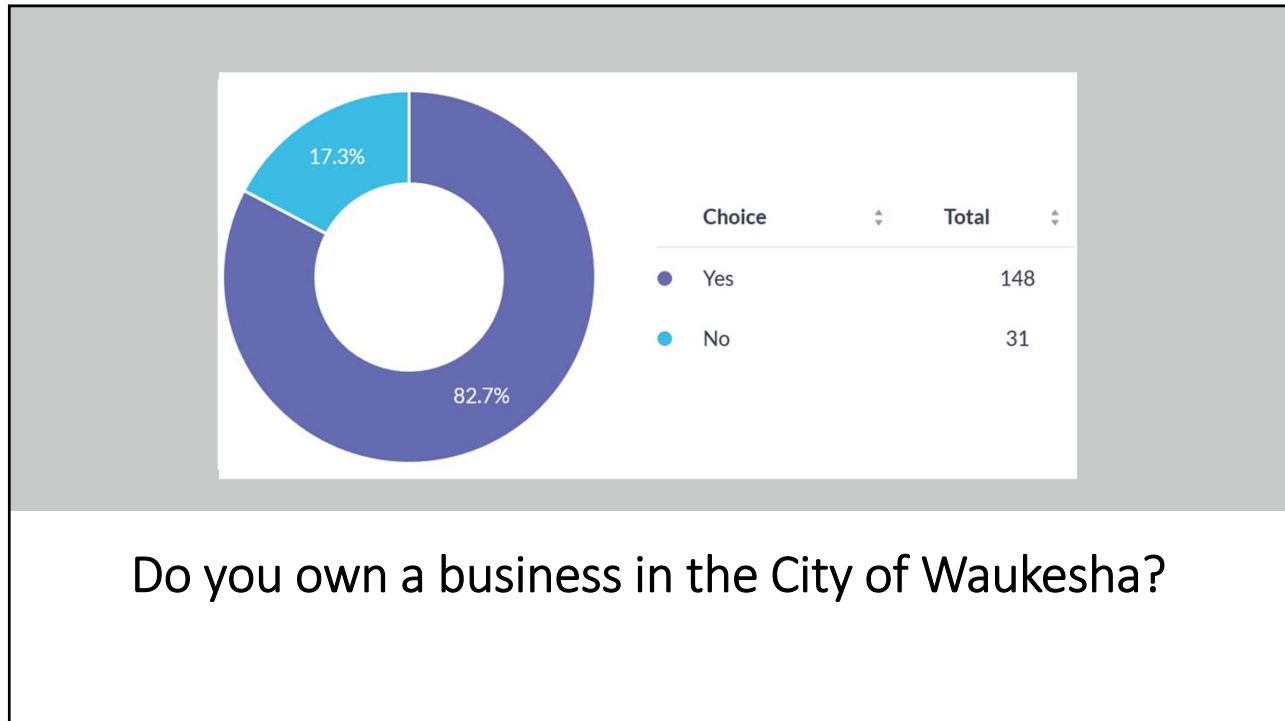 17.3%
82.7%
Choice Total
Yes 148
No 31
Do you own a business in the City of Waukesha?